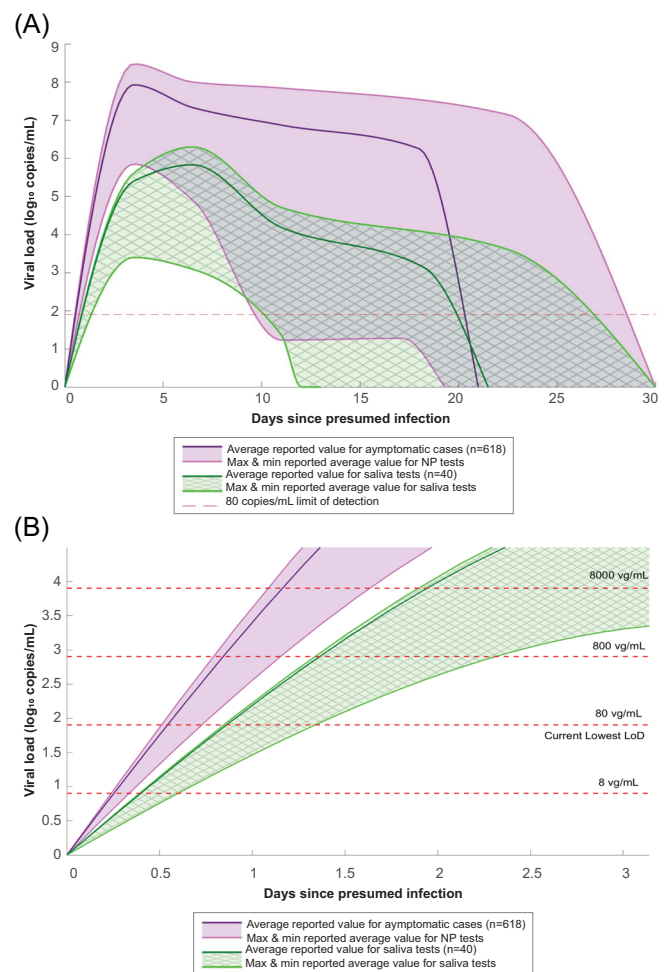 (A)
9
8
7
6
5
4
3
2
1
0
Viral load (log₁₀ copies/mL)
0 5 10 15 20 25 30
Days since presumed infection
Average reported value for aymptomatic cases (n=618)
Max & min reported average value for NP tests
Average reported value for saliva tests (n=40)
Max & min reported average value for saliva tests
80 copies/mL limit of detection
(B)
4
3.5
3
2.5
2
1.5
1
0.5
0
Viral load (log₁₀ copies/mL)
8000 vg/mL
800 vg/mL
80 vg/mL
Current Lowest LoD
8 vg/mL
0 0.5 1 1.5 2 2.5 3
Days since presumed infection
Average reported value for aymptomatic cases (n=618)
Max & min reported average value for NP tests
Average reported value for saliva tests (n=40)
Max & min reported average value for saliva tests